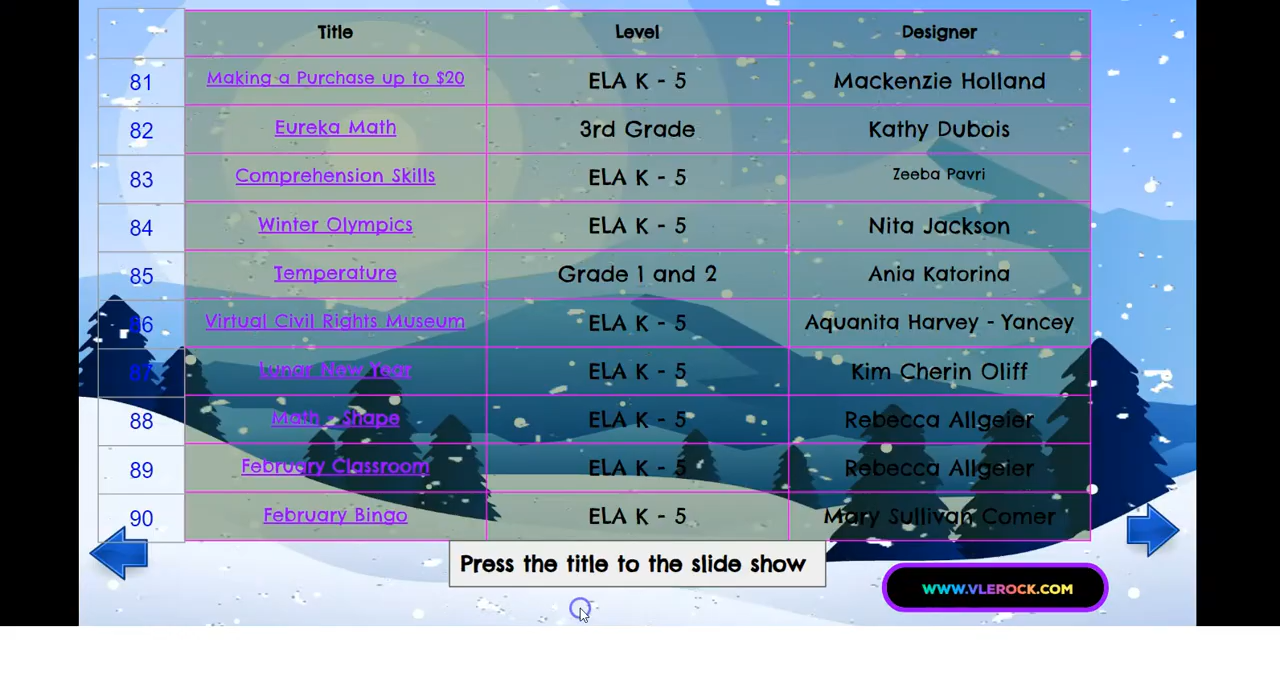 Title Level Designer
81 Making a Purchase up to $20 ELA K - 5 Mackenzie Holland
82 Eureka Math 3rd Grade Kathy Dubois
83 Comprehension Skills ELA K - 5 Zeeba Pavri
84 Winter Olympics ELA K - 5 Nita Jackson
85 Temperature Grade 1 and 2 Ania Katorina
86 Virtual Civil Rights Museum ELA K - 5 Aquanita Harvey - Yancey
87 Lunar New Year ELA K - 5 Kim Cherin Oliff
88 Math - Shape ELA K - 5 Rebecca Allgeier
89 February Classroom ELA K - 5 Rebecca Allgeier
90 February Bingo ELA K - 5 Mary Sullivan Comer
Press the title to the slide show
WWW.VLEROCK.COM